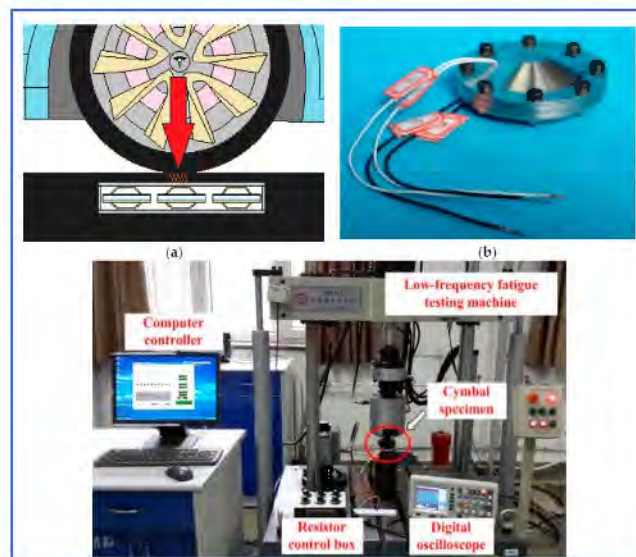 (a)
(b)
Low-frequency fatigue
testing machine
Computer
controller
Cymbal
specimen
Resistor
control box
Digital
oscilloscope